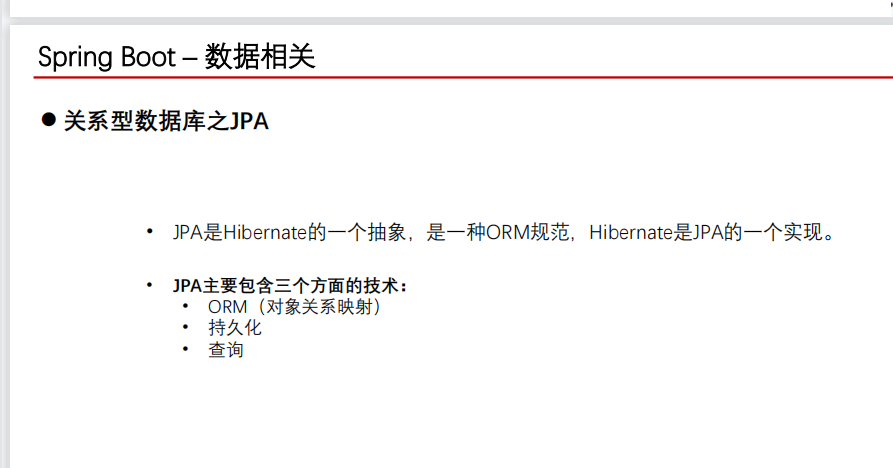 Spring Boot – 数据相关
● 关系型数据库之JPA
• JPA是Hibernate的一个抽象，是一种ORM规范，Hibernate是JPA的一个实现。
• JPA主要包含三个方面的技术：
• ORM（对象关系映射）
• 持久化
• 查询